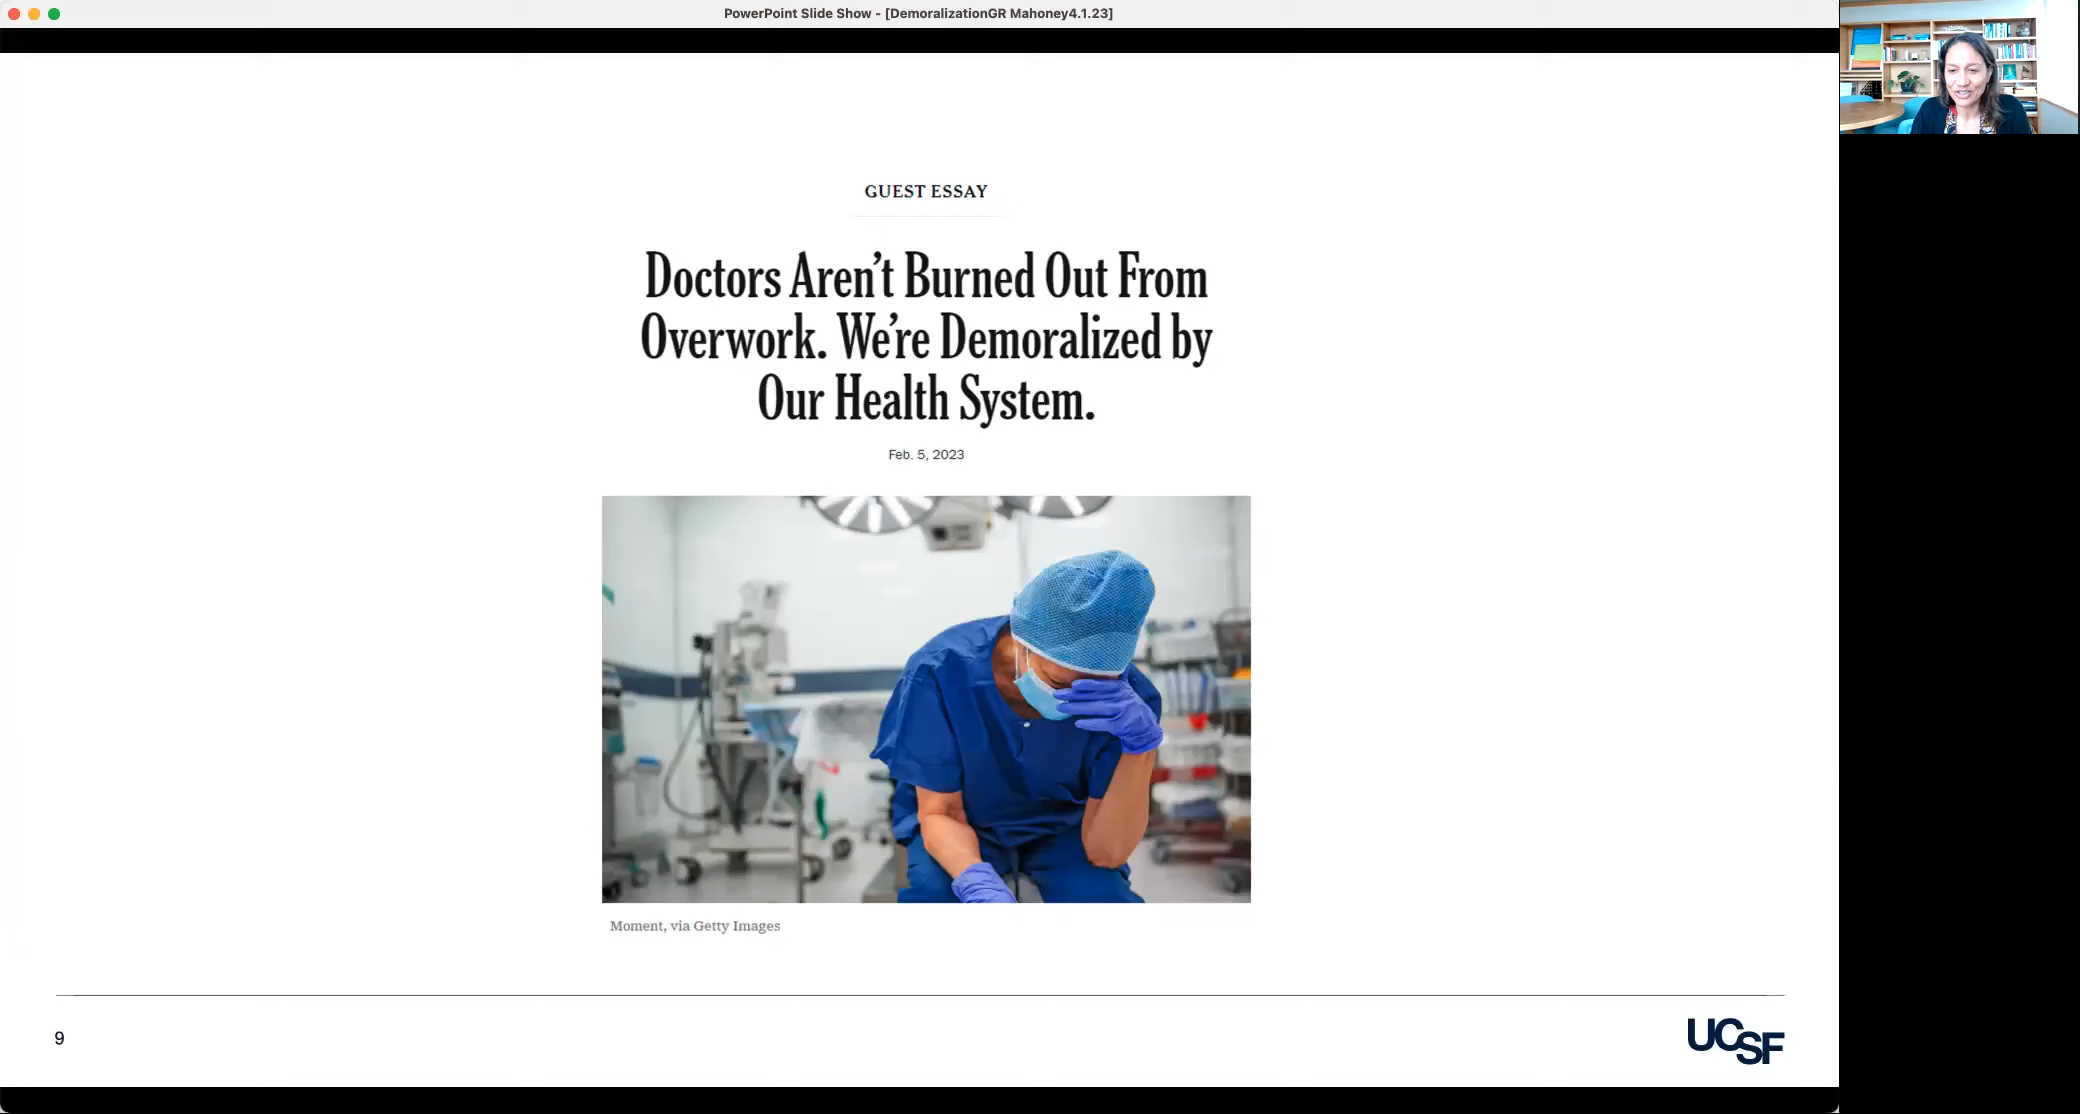 PowerPoint Slide Show - [DemoralizationGR Mahoney4.1.23]
GUEST ESSAY
Doctors Aren’t Burned Out From
Overwork. We’re Demoralized by
Our Health System.
Feb. 5, 2023
Moment, via Getty Images
9
UCSF